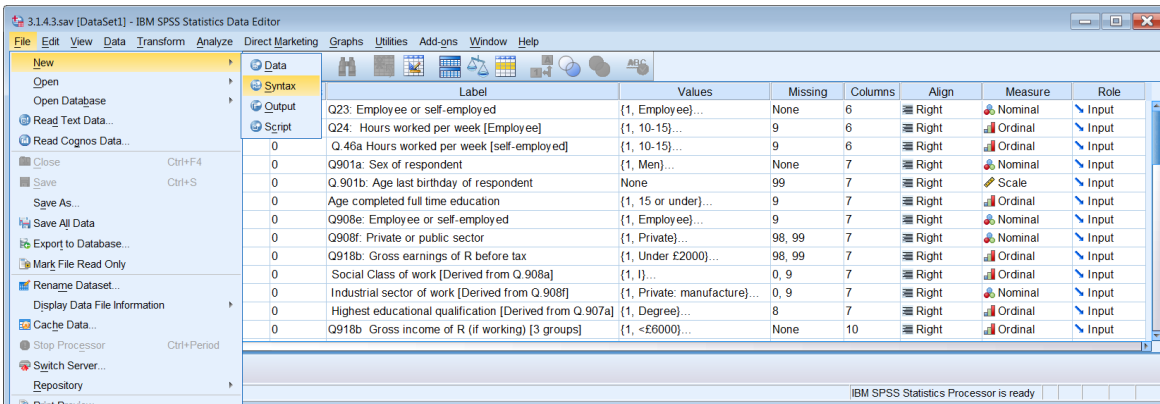 3.1.4.3.sav [DataSet1] - IBM SPSS Statistics Data Editor
File Edit View Data Transform Analyze Direct Marketing Graphs Utilities Add-ons Window Help
New
Open
Open Database
Read Text Data...
Read Cognos Data...
Close Ctrl+F4
Save Ctrl+S
Save As...
Save All Data
Export to Database...
Mark File Read Only
Rename Dataset...
Display Data File Information
Cache Data...
Stop Processor Ctrl+Period
Switch Server...
Repository
Print Preview
Data
Syntax
Output
Script
Label Values Missing Columns Align Measure Role
Q23: Employee or self-employed {1, Employee}... None 6 Right Nominal Input
Q24: Hours worked per week [Employee] {1, 10-15}... 9 6 Right Ordinal Input
0 Q.46a Hours worked per week [self-employed] {1, 10-15}... 9 6 Right Ordinal Input
0 Q901a: Sex of respondent {1, Men}... None 7 Right Nominal Input
0 Q.901b: Age last birthday of respondent None 99 7 Right Scale Input
0 Age completed full time education {1, 15 or under}... 9 7 Right Ordinal Input
0 Q908e: Employee or self-employed {1, Employee}... 9 7 Right Nominal Input
0 Q908f: Private or public sector {1, Private}... 98, 99 7 Right Nominal Input
0 Q918b: Gross earnings of R before tax {1, Under £2000}... 98, 99 7 Right Ordinal Input
0 Social Class of work [Derived from Q.908a] {1, I}... 0, 9 7 Right Ordinal Input
0 Industrial sector of work [Derived from Q.908f] {1, Private: manufacture}... 0, 9 7 Right Nominal Input
0 Highest educational qualification [Derived from Q.907a] {1, Degree}... 8 7 Right Ordinal Input
0 Q918b Gross income of R (if working) [3 groups] {1, <£6000}... None 10 Right Ordinal Input
IBM SPSS Statistics Processor is ready